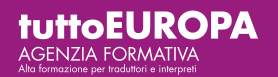 tuttoEUROPA
AGENZIA FORMATIVA
Alta formazione per traduttori e interpreti